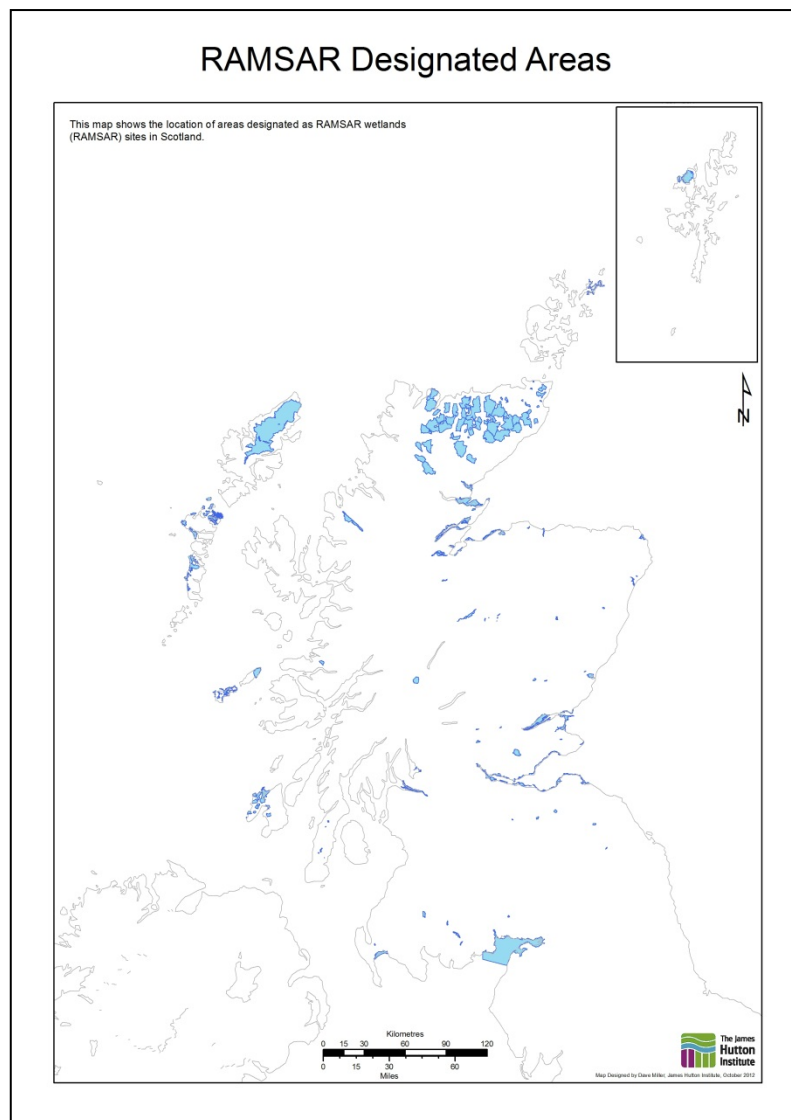 RAMSAR Designated Areas
This map shows the location of areas designated as RAMSAR wetlands
(RAMSAR) sites in Scotland.
N
Kilometres
0 15 30 60 90 120
0 15 30 60
Miles
The James
Hutton
Institute
Map Designed by Dave Miller, James Hutton Institute, October 2012